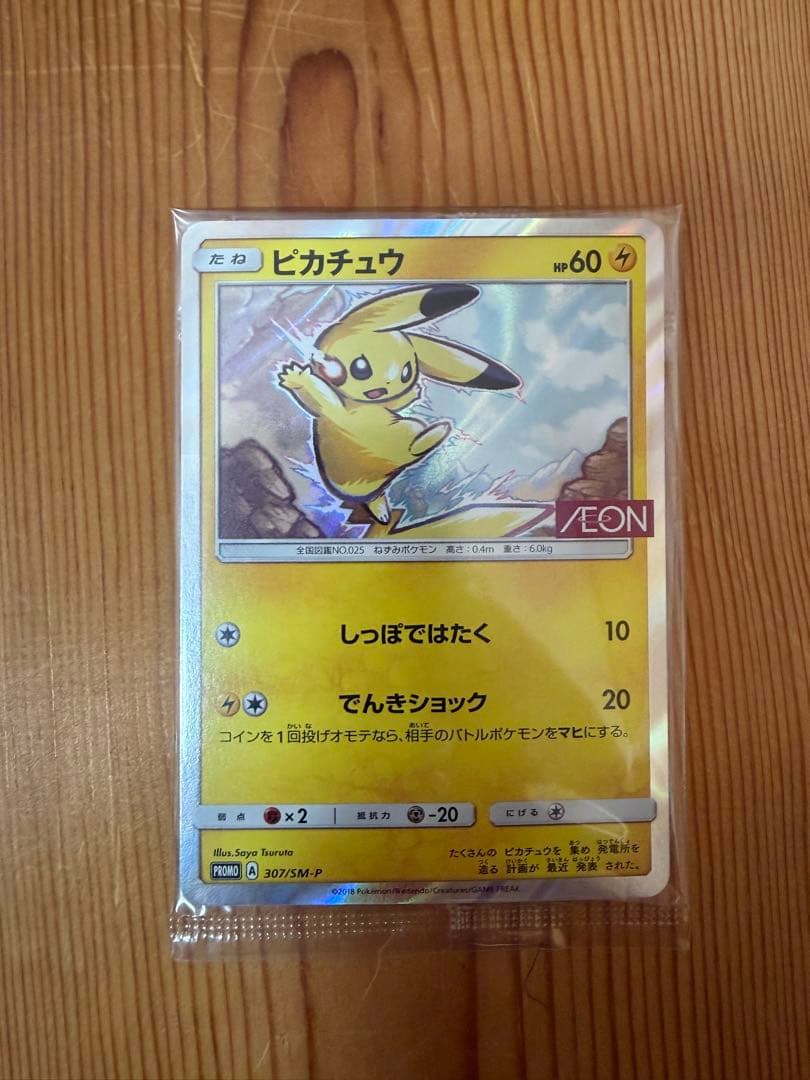 たね ピカチュウ HP60
ÆON
全国図鑑NO.025 ねずみポケモン 高さ:0.4m 重さ:6.0kg
しっぽではたく 10
でんきショック 20
コインを1回投げオモテなら、相手のバトルポケモンをマヒにする。
弱点 ×2 抵抗力 -20 にげる
Illus.Saya Tsuruta
PROMO A 307/SM-P
たくさんの ピカチュウを 集め 発電所を
造る 計画が 最近 発表 された。
©2018 Pokémon/Nintendo/Creatures/GAME FREAK.